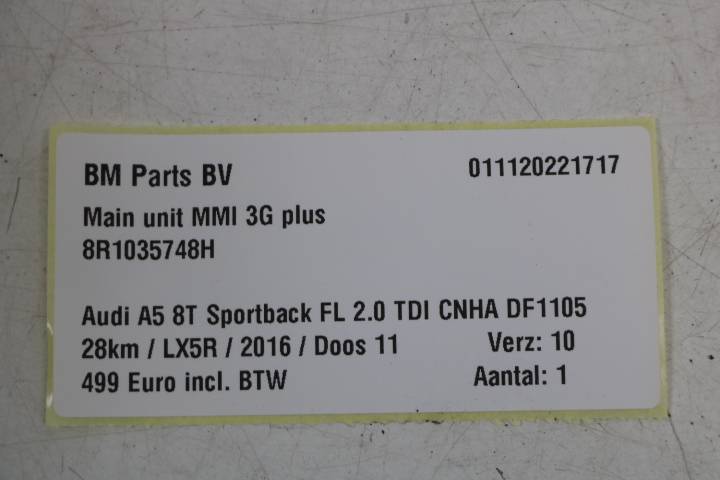 BM Parts BV 011120221717
Main unit MMI 3G plus
8R1035748H
Audi A5 8T Sportback FL 2.0 TDI CNHA DF1105
28km / LX5R / 2016 / Doos 11 Verz: 10
499 Euro incl. BTW Aantal: 1